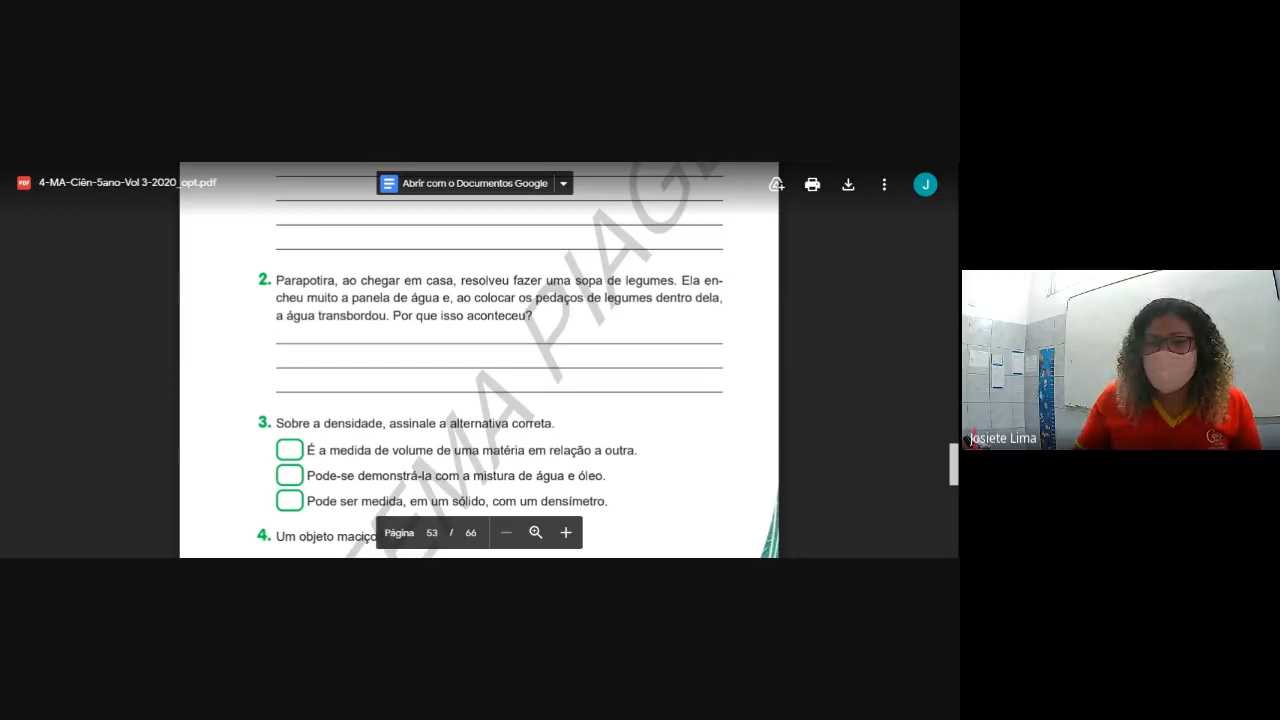 4-MA-Ciên-5ano-Vol 3-2020_opt.pdf
Abrir com o Documentos Google
J
2. Parapotira, ao chegar em casa, resolveu fazer uma sopa de legumes. Ela en-
cheu muito a panela de água e, ao colocar os pedaços de legumes dentro dela,
a água transbordou. Por que isso aconteceu?
3. Sobre a densidade, assinale a alternativa correta.
É a medida de volume de uma matéria em relação a outra.
Pode-se demonstrá-la com a mistura de água e óleo.
Pode ser medida, em um sólido, com um densímetro.
4. Um objeto maciço
Página 53 / 66
EMA PIAG
Josiete Lima